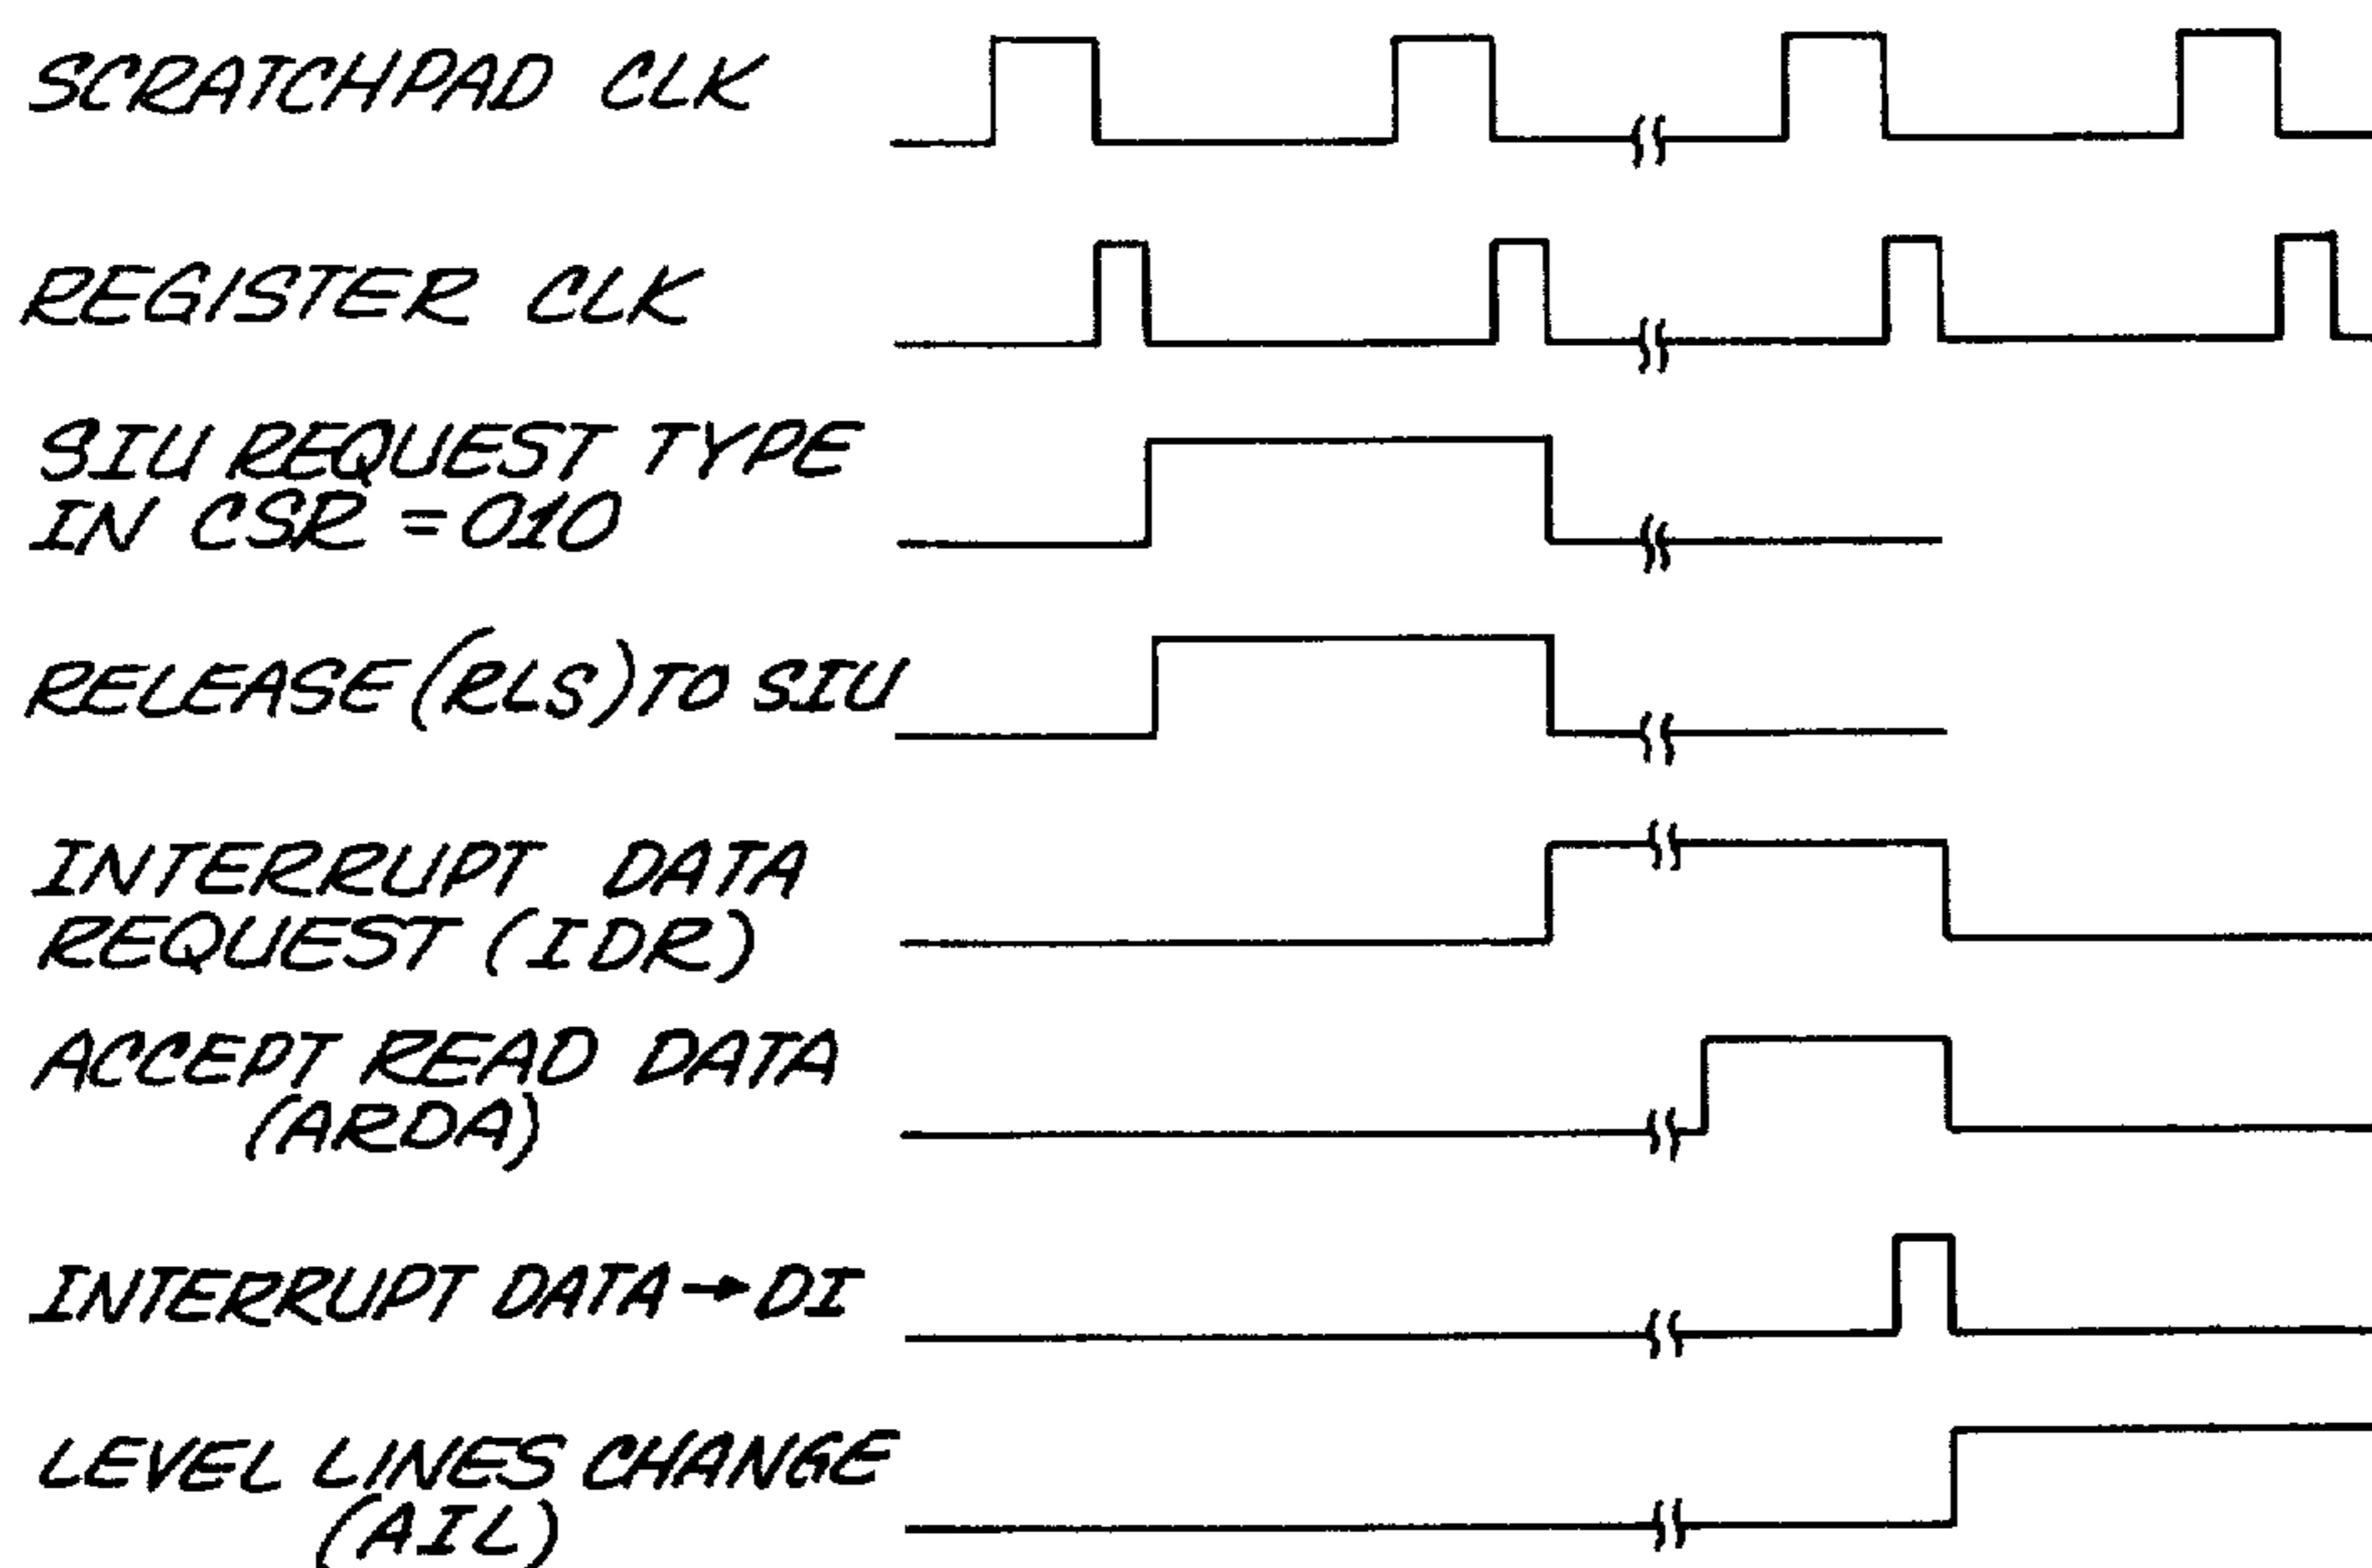 SCRATCHPAD CLK
REGISTER CLK
SIU REQUEST TYPE
IN CSR = 010
RELEASE (RLS) TO SIU
INTERRUPT DATA
REQUEST (IDR)
ACCEPT READ DATA
(ARDA)
INTERRUPT DATA→DI
LEVEL LINES CHANGE
(AIL)